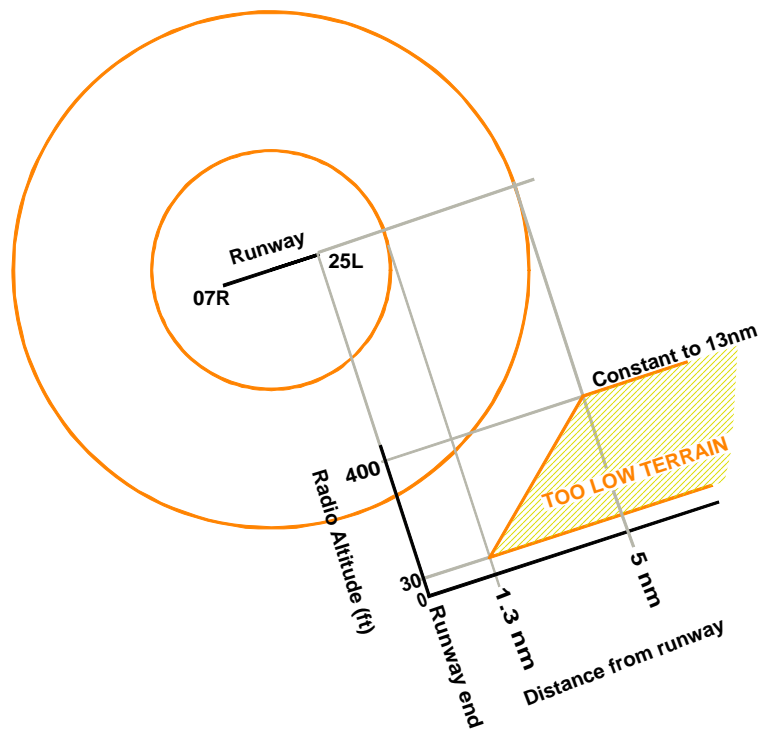 Runway
25L
07R
Constant to 13nm
400
TOO LOW TERRAIN
Radio Altitude (ft)
30
0
5 nm
1.3 nm
Runway end
Distance from runway